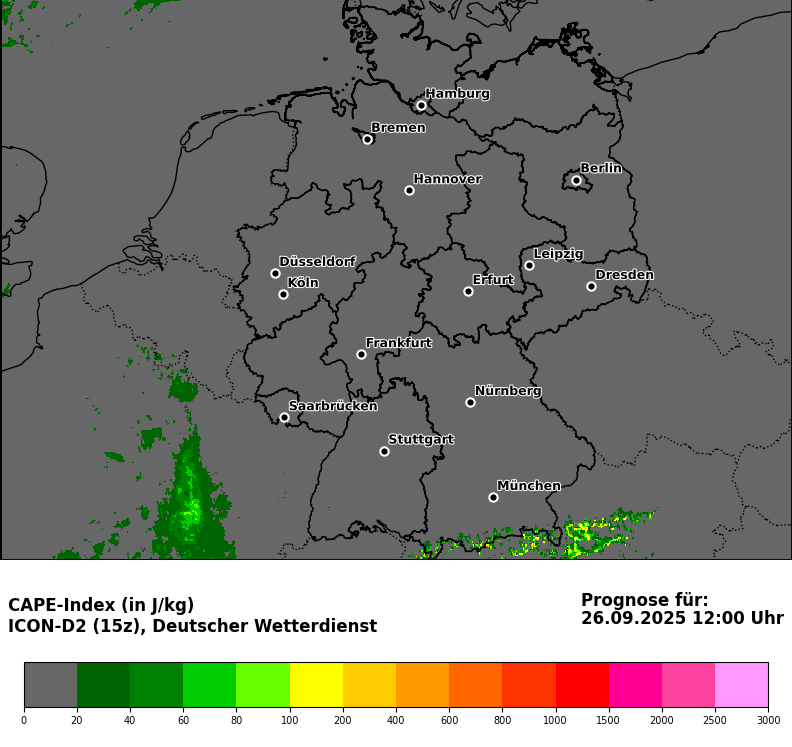 Hamburg
Bremen
Berlin
Hannover
Leipzig
Düsseldorf
Dresden
Erfurt
Köln
Frankfurt
Nürnberg
Saarbrücken
Stuttgart
München
CAPE-Index (in J/kg)
ICON-D2 (15z), Deutscher Wetterdienst
Prognose für:
26.09.2025 12:00 Uhr
0 20 40 60 80 100 200 400 600 800 1000 1500 2000 2500 3000